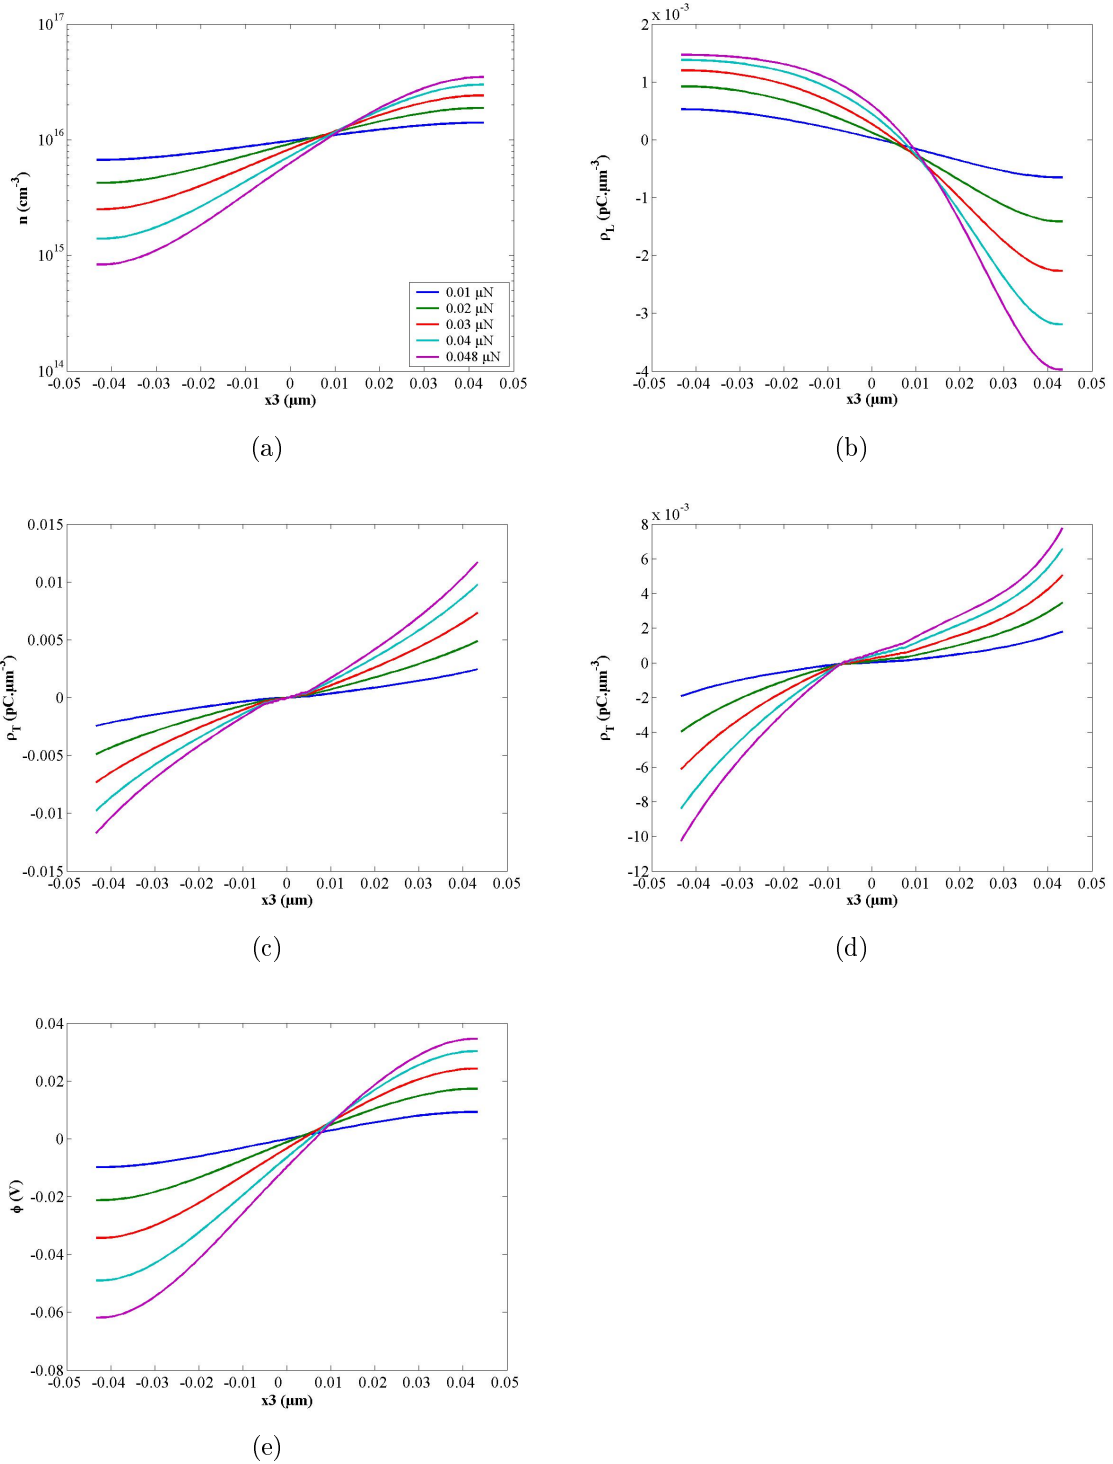 10^17
10^16
10^15
10^14
n (cm^-3)
0.01 µN
0.02 µN
0.03 µN
0.04 µN
0.048 µN
-0.05 -0.04 -0.03 -0.02 -0.01 0 0.01 0.02 0.03 0.04 0.05
x3 (µm)
(a)
x 10^-3
2
1
0
-1
-2
-3
-4
ρ_L (pC.µm^-3)
-0.05 -0.04 -0.03 -0.02 -0.01 0 0.01 0.02 0.03 0.04 0.05
x3 (µm)
(b)
0.015
0.01
0.005
0
-0.005
-0.01
-0.015
ρ_T (pC.µm^-3)
-0.05 -0.04 -0.03 -0.02 -0.01 0 0.01 0.02 0.03 0.04 0.05
x3 (µm)
(c)
x 10^-3
8
6
4
2
0
-2
-4
-6
-8
-10
-12
ρ_T (pC.µm^-3)
-0.05 -0.04 -0.03 -0.02 -0.01 0 0.01 0.02 0.03 0.04 0.05
x3 (µm)
(d)
0.04
0.02
0
-0.02
-0.04
-0.06
-0.08
ϕ (V)
-0.05 -0.04 -0.03 -0.02 -0.01 0 0.01 0.02 0.03 0.04 0.05
x3 (µm)
(e)